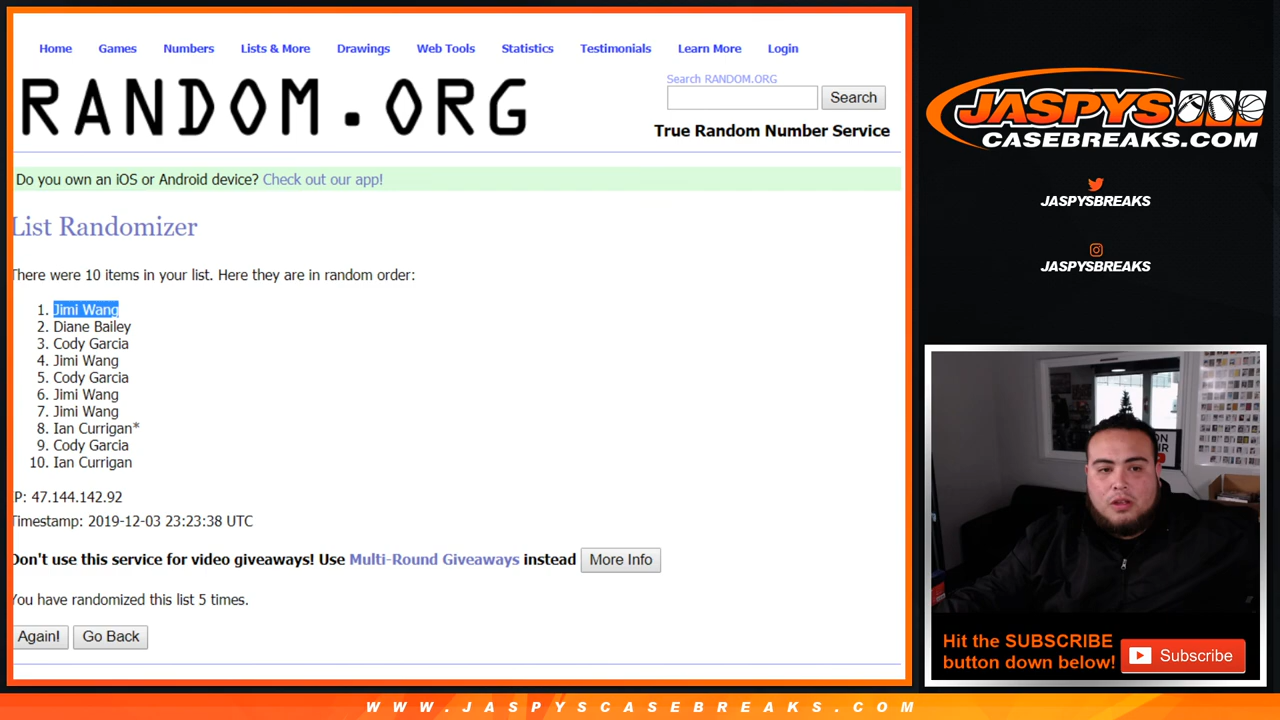 Home Games Numbers Lists & More Drawings Web Tools Statistics Testimonials Learn More Login
RANDOM.ORG
Search RANDOM.ORG
Search
True Random Number Service
Do you own an iOS or Android device? Check out our app!
List Randomizer
There were 10 items in your list. Here they are in random order:
1. Jimi Wang
2. Diane Bailey
3. Cody Garcia
4. Jimi Wang
5. Cody Garcia
6. Jimi Wang
7. Jimi Wang
8. Ian Currigan*
9. Cody Garcia
10. Ian Currigan
IP: 47.144.142.92
Timestamp: 2019-12-03 23:23:38 UTC
Don't use this service for video giveaways! Use Multi-Round Giveaways instead More Info
You have randomized this list 5 times.
Again! Go Back
JASPYS
CASEBREAKS.COM
JASPYSBREAKS
JASPYSBREAKS
Hit the SUBSCRIBE
button down below!
Subscribe
WWW.JASPYSCASEBREAKS.COM